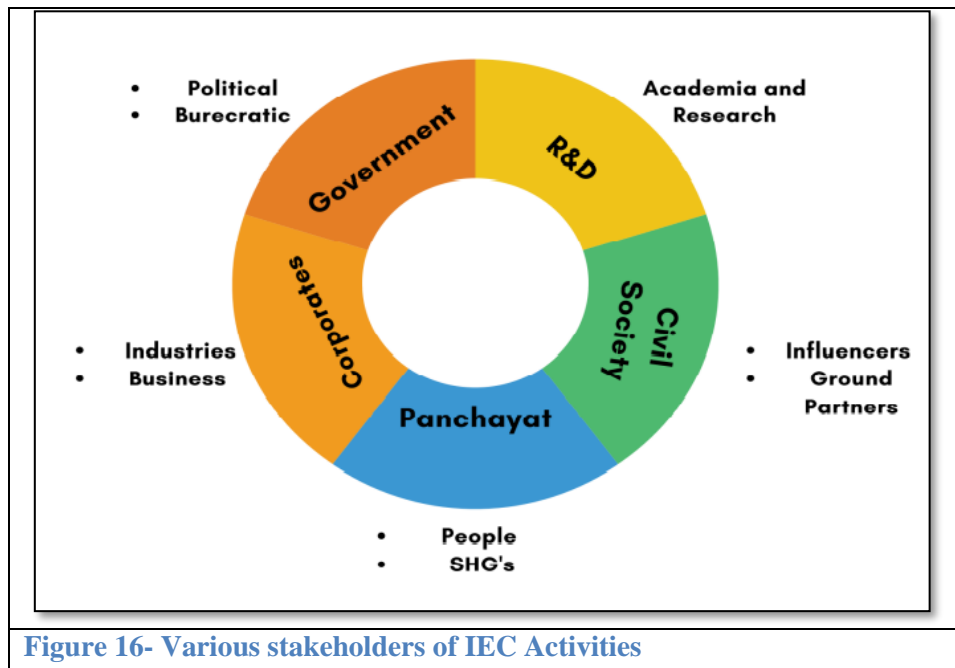 • Political
• Burecratic
Government
Academia and
Research
R&D
• Industries
• Business
Corporates
Civil
Society
• Influencers
• Ground
Partners
Panchayat
• People
• SHG's
Figure 16- Various stakeholders of IEC Activities